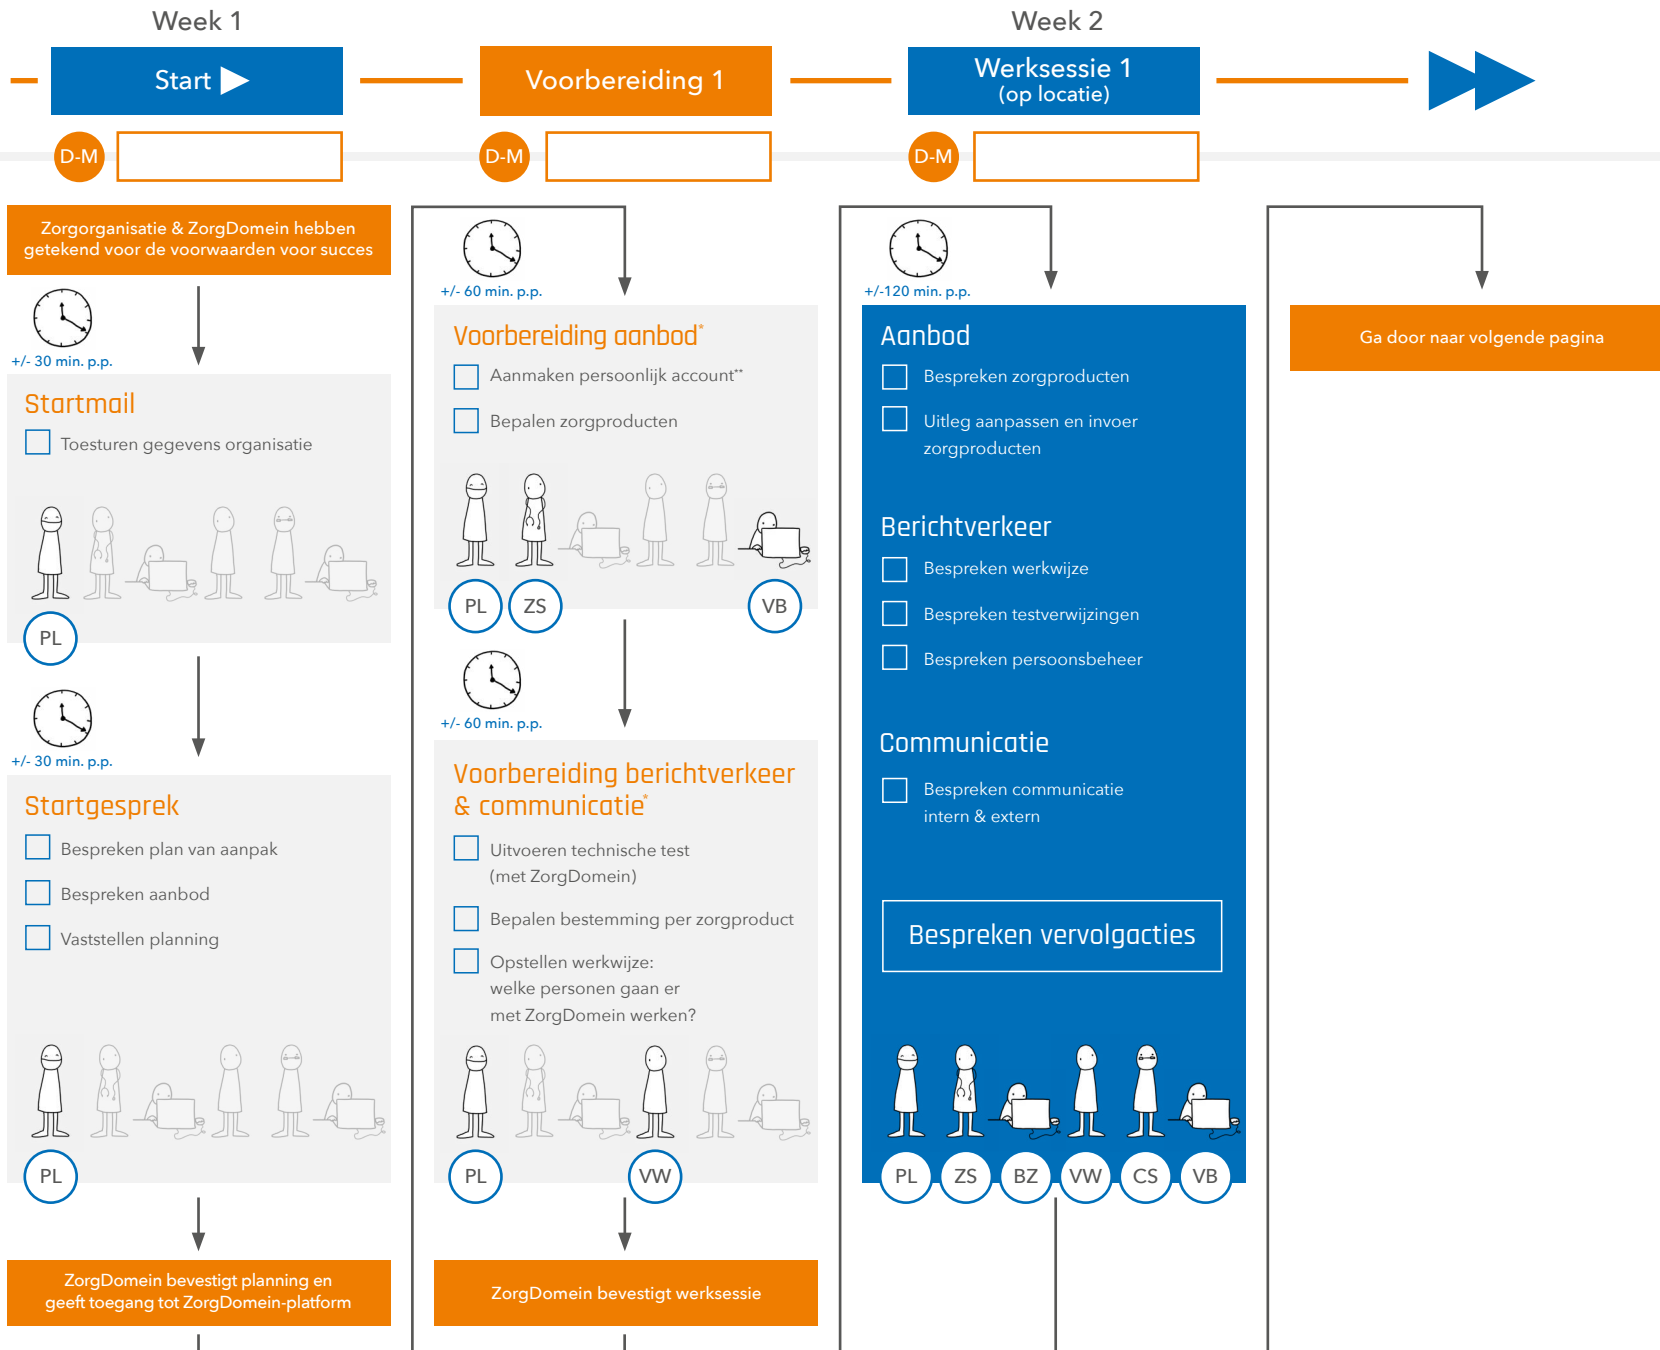 Week 1
Week 2
Start
Voorbereiding 1
Werksessie 1
(op locatie)
D-M
D-M
D-M
Zorgorganisatie & ZorgDomein hebben
getekend voor de voorwaarden voor succes
+/- 30 min. p.p.
Startmail
Toesturen gegevens organisatie
PL
+/- 30 min. p.p.
Startgesprek
Bespreken plan van aanpak
Bespreken aanbod
Vaststellen planning
PL
ZorgDomein bevestigt planning en
geeft toegang tot ZorgDomein-platform
+/- 60 min. p.p.
Voorbereiding aanbod*
Aanmaken persoonlijk account**
Bepalen zorgproducten
PL
ZS
VB
+/- 60 min. p.p.
Voorbereiding berichtverkeer
& communicatie*
Uitvoeren technische test
(met ZorgDomein)
Bepalen bestemming per zorgproduct
Opstellen werkwijze:
welke personen gaan er
met ZorgDomein werken?
PL
VW
ZorgDomein bevestigt werksessie
+/-120 min. p.p.
Aanbod
Bespreken zorgproducten
Uitleg aanpassen en invoer
zorgproducten
Berichtverkeer
Bespreken werkwijze
Bespreken testverwijzingen
Bespreken persoonsbeheer
Communicatie
Bespreken communicatie
intern & extern
Bespreken vervolgacties
PL
ZS
BZ
VW
CS
VB
Ga door naar volgende pagina